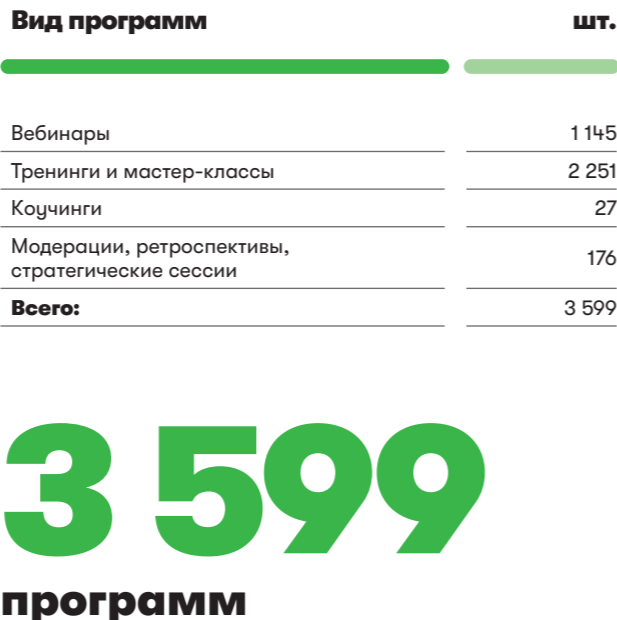 Вид программ шт.
Вебинары 1 145
Тренинги и мастер-классы 2 251
Коучинги 27
Модерации, ретроспективы,
стратегические сессии 176
Всего: 3 599
3 599
программ